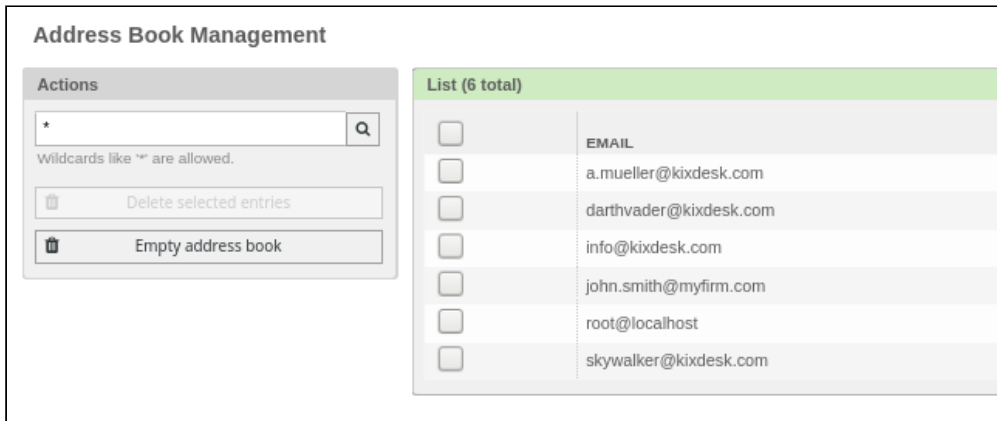 Address Book Management
Actions
*
Wildcards like '*' are allowed.
Delete selected entries
Empty address book
List (6 total)
EMAIL
a.mueller@kixdesk.com
darthvader@kixdesk.com
info@kixdesk.com
john.smith@myfirm.com
root@localhost
skywalker@kixdesk.com